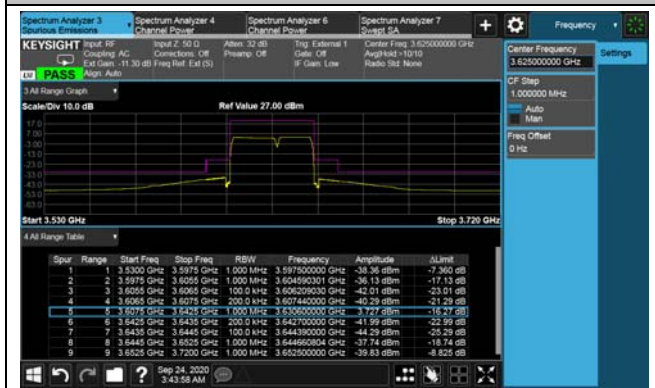 Spectrum Analyzer 3
Spurious Emissions
Spectrum Analyzer 4
Channel Power
Spectrum Analyzer 6
Channel Power
Spectrum Analyzer 7
Swept SA
+
Frequency
KEYSIGHT
Input: RF
Coupling: AC
Ext Gain: -11.30 dB
Align: Auto
Input Z: 50 Ω
Corrections: Off
Freq Ref: Ext (S)
Atten: 32 dB
Preamp: Off
Trig: External 1
Gate: Off
IF Gain: Low
Center Freq: 3.625000000 GHz
Avg|Hold:>10/10
Radio Std: None
PASS
Center Frequency
3.625000000 GHz
Settings
CF Step
1.000000 MHz
Auto
Man
Freq Offset
0 Hz
3 All Range Graph
Scale/Div 10.0 dB
Ref Value 27.00 dBm
17.0
7.00
-3.00
-13.0
-23.0
-33.0
-43.0
-53.0
-63.0
Start 3.530 GHz
Stop 3.720 GHz
4 All Range Table
Spur Range Start Freq Stop Freq RBW Frequency Amplitude ΔLimit
1 1 3.5300 GHz 3.5975 GHz 1.000 MHz 3.597500000 GHz -38.36 dBm -7.360 dB
2 2 3.5975 GHz 3.6055 GHz 1.000 MHz 3.604590301 GHz -36.13 dBm -17.13 dB
3 3 3.6055 GHz 3.6065 GHz 100.0 kHz 3.606209030 GHz -42.01 dBm -23.01 dB
4 4 3.6065 GHz 3.6075 GHz 200.0 kHz 3.607440000 GHz -40.29 dBm -21.29 dB
5 5 3.6075 GHz 3.6425 GHz 1.000 MHz 3.630600000 GHz 3.727 dBm -16.27 dB
6 6 3.6425 GHz 3.6435 GHz 200.0 kHz 3.642700000 GHz -41.99 dBm -22.99 dB
7 7 3.6435 GHz 3.6445 GHz 100.0 kHz 3.644390000 GHz -44.29 dBm -25.29 dB
8 8 3.6445 GHz 3.6525 GHz 1.000 MHz 3.644660804 GHz -37.74 dBm -18.74 dB
9 9 3.6525 GHz 3.7200 GHz 1.000 MHz 3.652500000 GHz -39.83 dBm -8.825 dB
?
Sep 24, 2020
3:43:58 AM